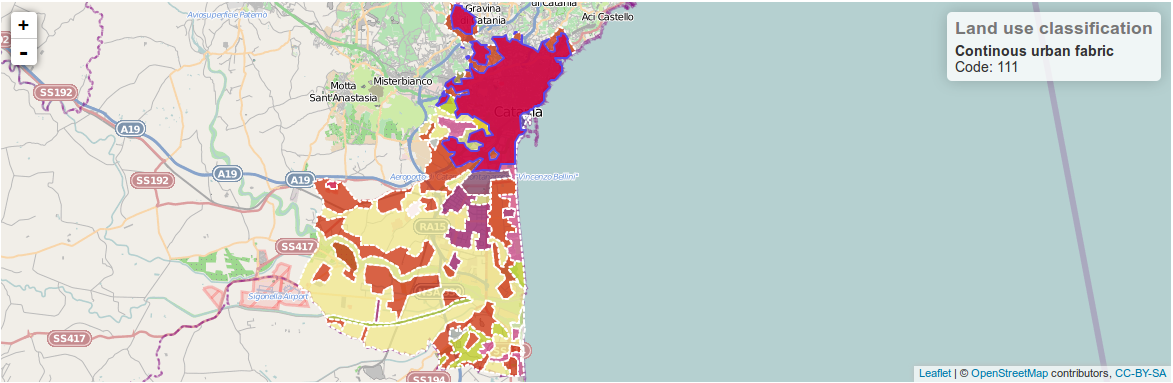 +
-
Gravina
di Catania
di Catania
Aci Castello
Aviosuperficie Paterno
Land use classification
Continous urban fabric
Code: 111
Motta
Sant'Anastasia
Misterbianco
SS192
Catania
A19
A19
A19
SS192
Aeroporto
"Vincenzo Bellini"
RA15
SS417
Sigonella Airport
SS417
SS194
Leaflet | © OpenStreetMap contributors, CC-BY-SA